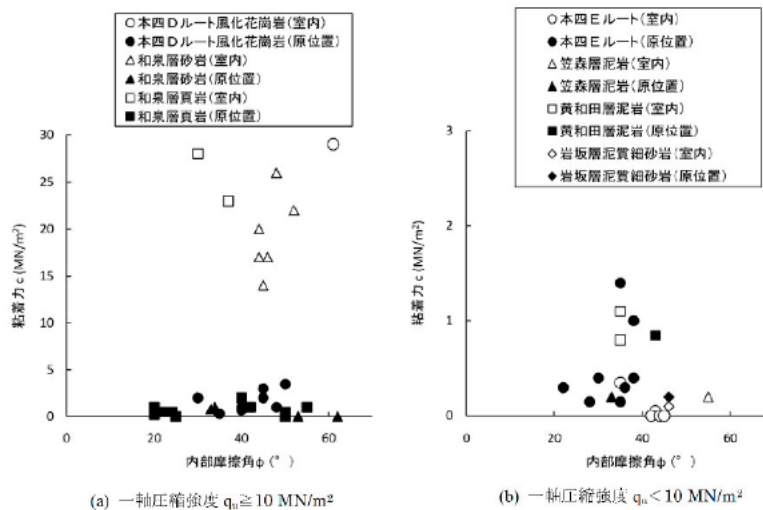 ○本四Dルート風化花崗岩(室内)
●本四Dルート風化花崗岩(原位置)
△和泉層砂岩(室内)
▲和泉層砂岩(原位置)
□和泉層頁岩(室内)
■和泉層頁岩(原位置)
30
25
20
15
10
5
0
粘着力 c (MN/m²)
0
20
40
60
内部摩擦角φ(°)
(a) 一軸圧縮強度 qu≧10 MN/m²
○本四Eルート(室内)
●本四Eルート(原位置)
△笠森層泥岩(室内)
▲笠森層泥岩(原位置)
□黄和田層泥岩(室内)
■黄和田層泥岩(原位置)
◇岩坂層泥質細砂岩(室内)
◆岩坂層泥質細砂岩(原位置)
3
2
1
0
粘着力 c (MN/m²)
0
20
40
60
内部摩擦角φ(°)
(b) 一軸圧縮強度 qu<10 MN/m²